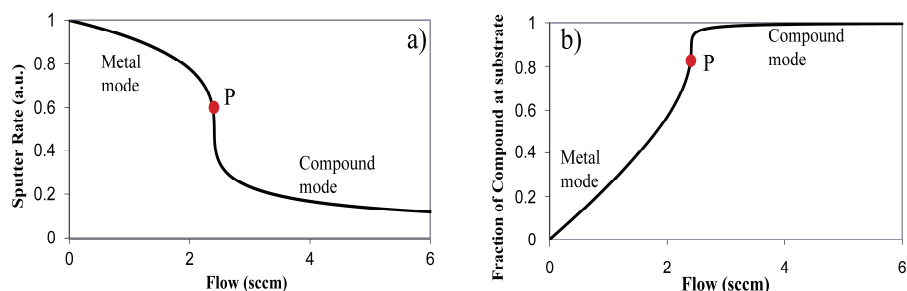 a)
Metal
mode
P
Compound
mode
Sputter Rate (a.u.)
1
0.8
0.6
0.4
0.2
0
0 2 4 6
Flow (sccm)
b)
Compound
mode
P
Metal
mode
Fraction of Compound at substrate
1
0.8
0.6
0.4
0.2
0
0 2 4 6
Flow (sccm)